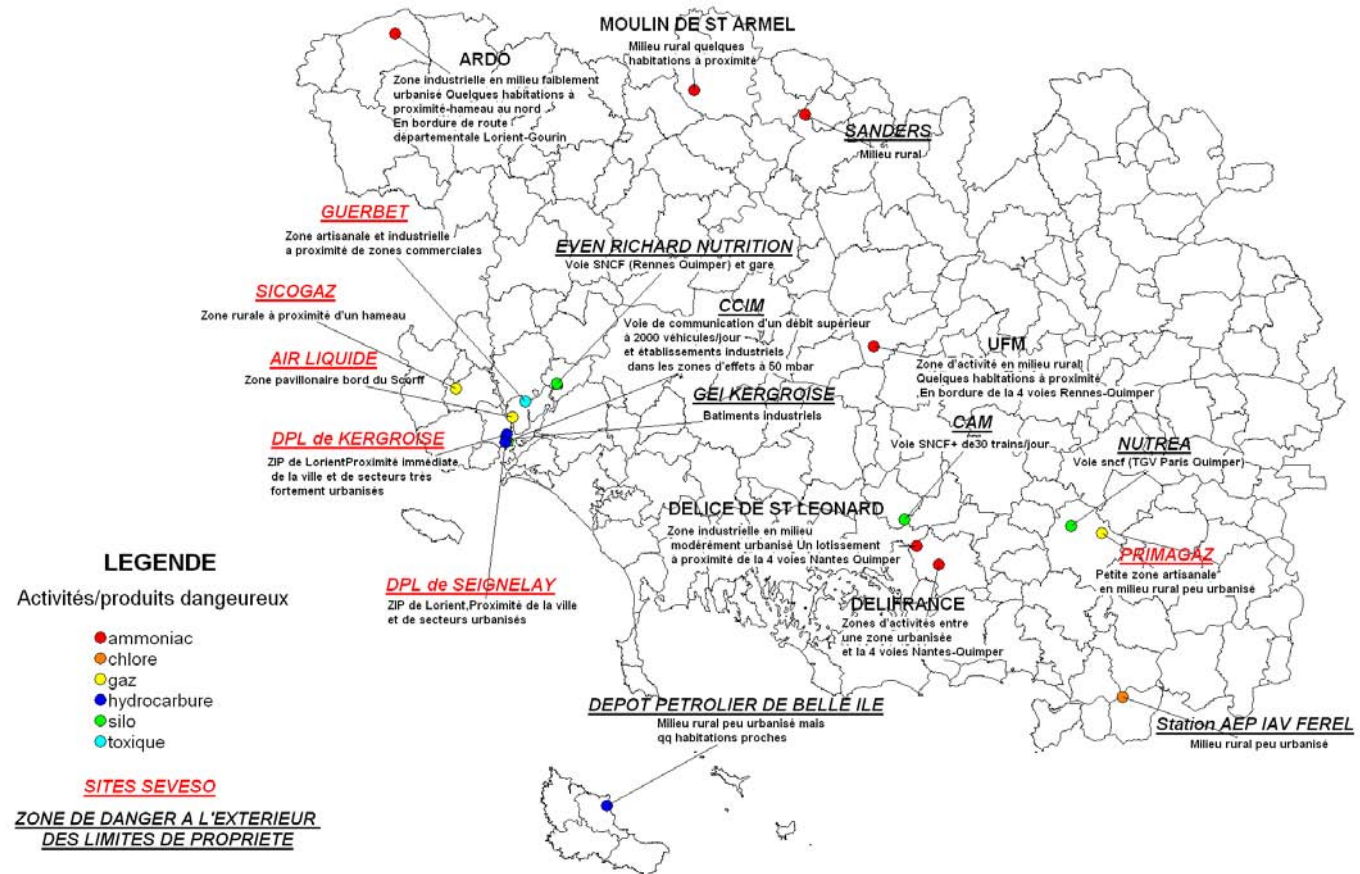 MOULIN DE ST ARMEL
Milieu rural quelques
habitations à proximité
ARDO
Zone industrielle en milieu faiblement
urbanisé Quelques habitations à
proximité-hameau au nord
En bordure de route
départementale Lorient-Gourin
SANDERS
Milieu rural
GUERBET
Zone artisanale et industrielle
a proximité de zones commerciales
EVEN RICHARD NUTRITION
Voie SNCF (Rennes Quimper) et gare
SICOGAZ
Zone rurale à proximité d'un hameau
CCIM
Voie de communication d'un débit supérieur
à 2000 véhicules/jour
et établissements industriels
dans les zones d'effets à 50 mbar
UFM
Zone d'activité en milieu rural
Quelques habitations à proximité
En bordure de la 4 voies Rennes-Quimper
AIR LIQUIDE
Zone pavillonaire bord du Scorff
GEI KERGROISE
Batiments industriels
CAM
Voie SNCF+ de30 trains/jour
DPL de KERGROISE
ZIP de LorientProximité immédiate
de la ville et de secteurs très
fortement urbanisés
NUTREA
Voie sncf (TGV Paris Quimper)
DELICE DE ST LEONARD
Zone industrielle en milieu
modérément urbanisé Un lotissement
à proximité de la 4 voies Nantes Quimper
PRIMAGAZ
Petite zone artisanale
en milieu rural peu urbanisé
DPL de SEIGNELAY
ZIP de Lorient,Proximité de la ville
et de secteurs urbanisés
DELIFRANCE
Zones d'activités entre
une zone urbanisée
et la 4 voies Nantes-Quimper
DEPOT PETROLIER DE BELLE ILE
Milieu rural peu urbanisé mais
qq habitations proches
Station AEP IAV FEREL
Milieu rural peu urbanisé
LEGENDE
Activités/produits dangeureux
ammoniac
chlore
gaz
hydrocarbure
silo
toxique
SITES SEVESO
ZONE DE DANGER A L'EXTERIEUR
DES LIMITES DE PROPRIETE